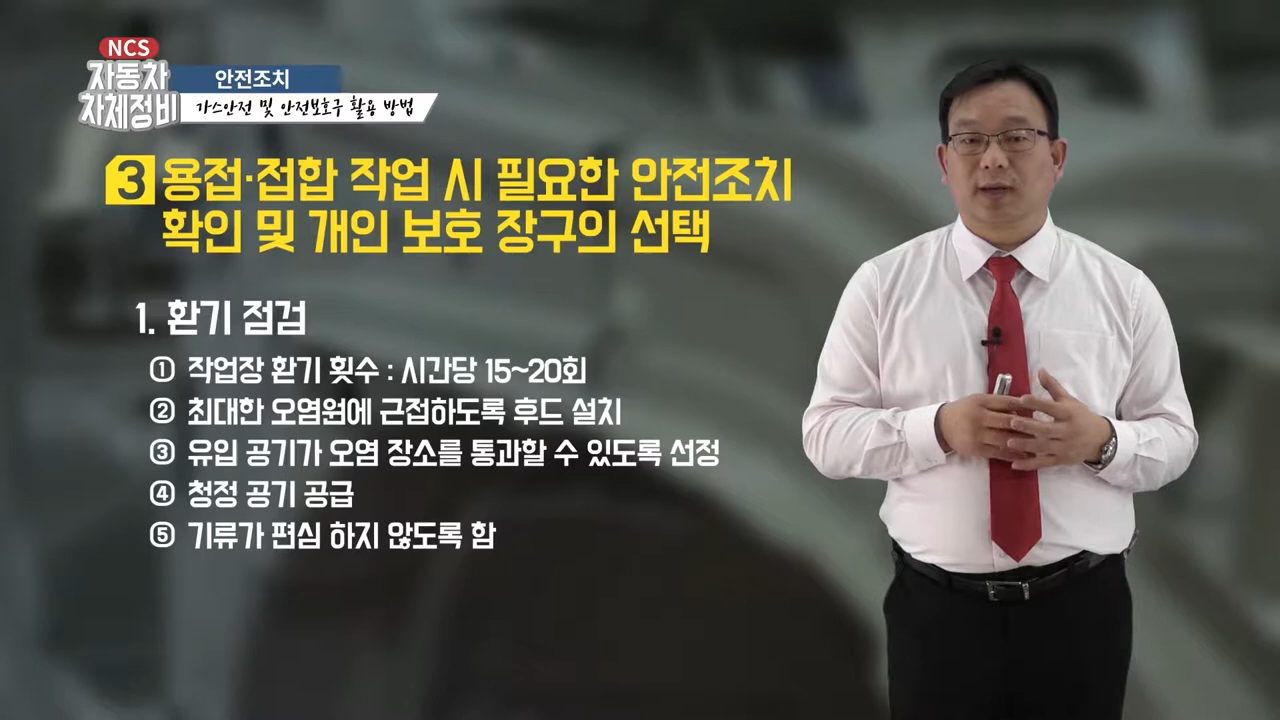 NCS
자동차
차체정비
안전조치
가스안전 및 안전보호구 활용 방법
3 용접·접합 작업 시 필요한 안전조치
확인 및 개인 보호 장구의 선택
1. 환기 점검
① 작업장 환기 횟수 : 시간당 15~20회
② 최대한 오염원에 근접하도록 후드 설치
③ 유입 공기가 오염 장소를 통과할 수 있도록 선정
④ 청정 공기 공급
⑤ 기류가 편심 하지 않도록 함